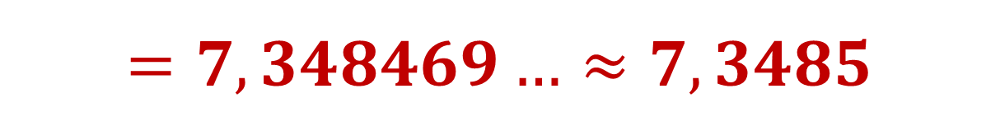 = 7,348469 … ≈ 7,3485